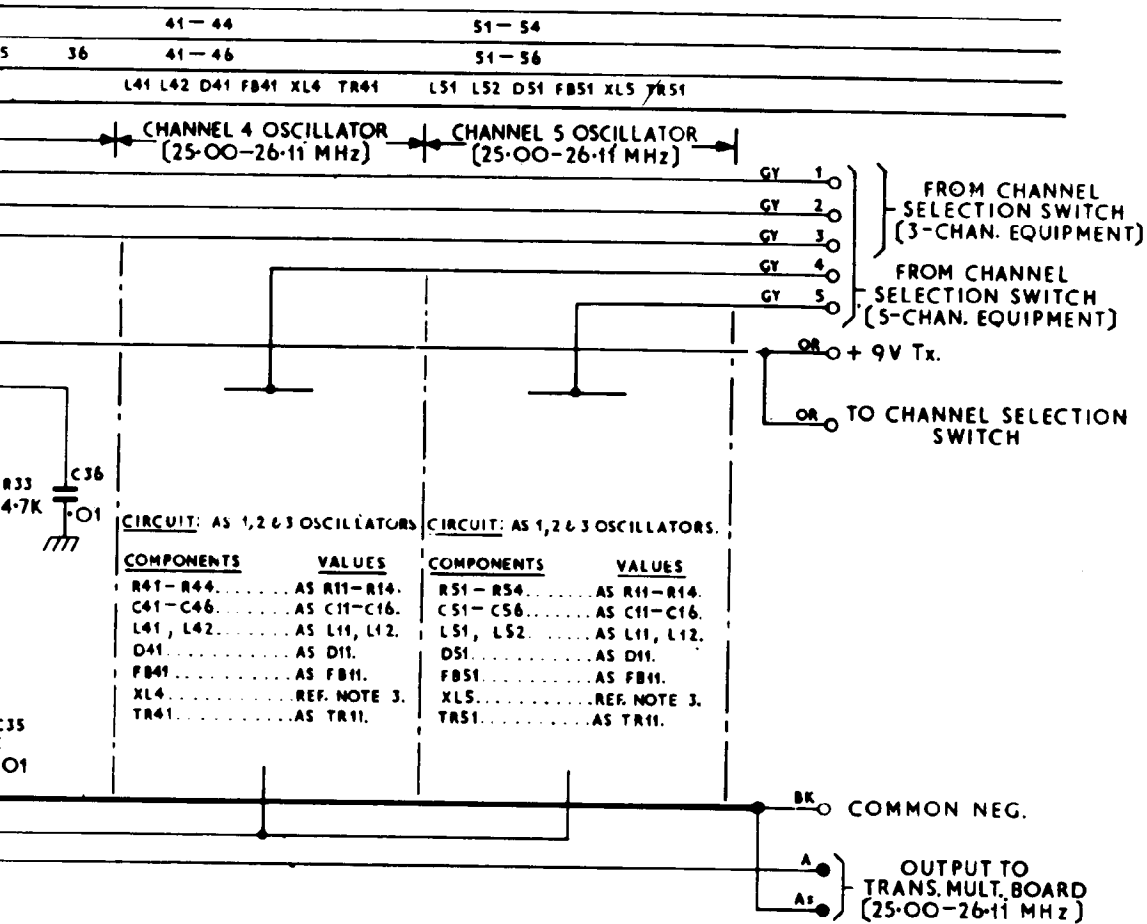 41-44 51-54
5 36 41-46 51-56
L41 L42 D41 FB41 XL4 TR41 L51 L52 D51 FB51 XL5 TR51
CHANNEL 4 OSCILLATOR
(25·00-26·11 MHz)
CHANNEL 5 OSCILLATOR
(25·00-26·11 MHz)
GY 1
GY 2
GY 3
GY 4
GY 5
FROM CHANNEL
SELECTION SWITCH
(3-CHAN. EQUIPMENT)
FROM CHANNEL
SELECTION SWITCH
(5-CHAN. EQUIPMENT)
OR + 9V Tx.
OR TO CHANNEL SELECTION
SWITCH
R33
4·7K
C36
·01
CIRCUIT: AS 1,2 & 3 OSCILLATORS
COMPONENTS VALUES
R41-R44........AS R11-R14.
C41-C46........AS C11-C16.
L41, L42.......AS L11, L12.
D41............AS D11.
FB41...........AS FB11.
XL4............REF. NOTE 3.
TR41...........AS TR11.
CIRCUIT: AS 1,2 & 3 OSCILLATORS.
COMPONENTS VALUES
R51-R54.......AS R11-R14.
C51-C56.......AS C11-C16.
L51, L52......AS L11, L12.
D51...........AS D11.
FB51..........AS FB11.
XL5...........REF. NOTE 3.
TR51..........AS TR11.
C35
01
BK COMMON NEG.
A
As
OUTPUT TO
TRANS. MULT. BOARD
(25·00-26·11 MHz)